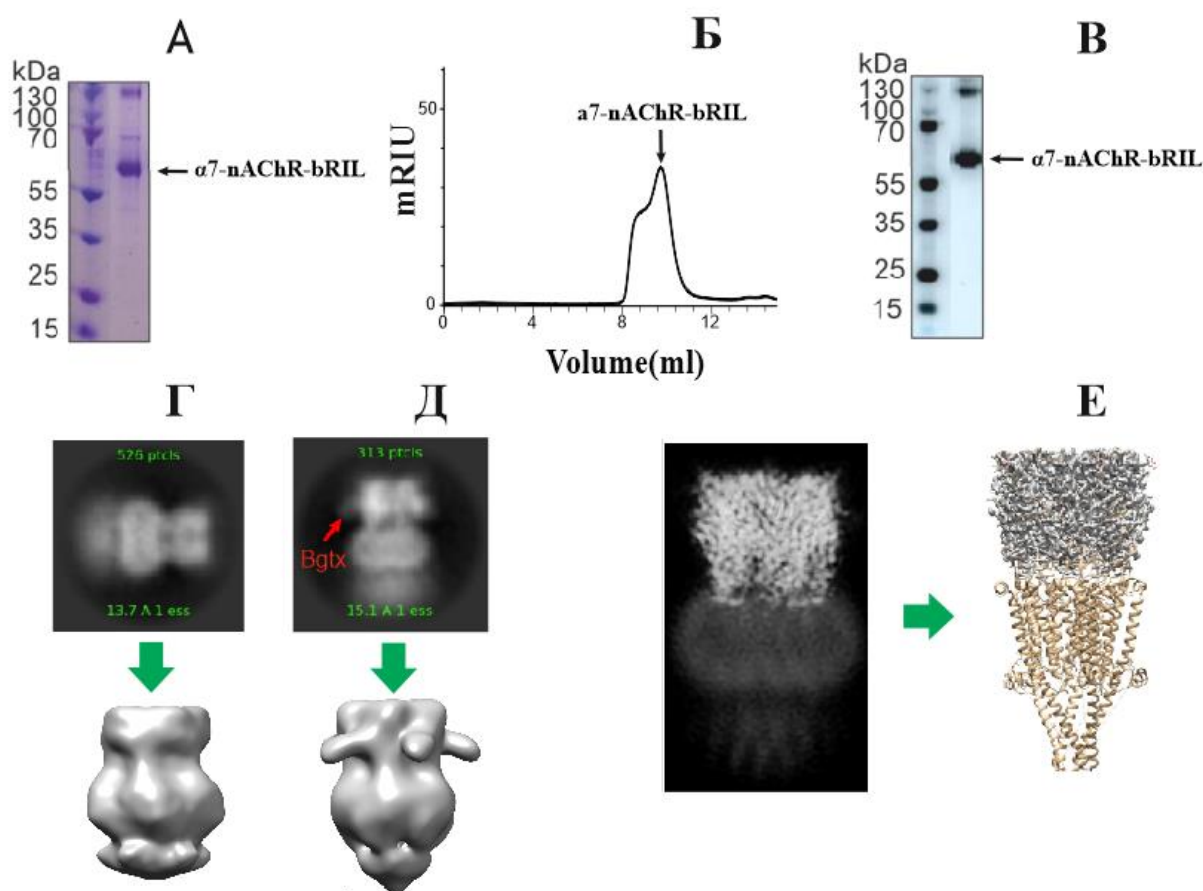 А
kDa
130
100
70
55
35
25
15
α7-nAChR-bRIL
Б
mRIU
50
0
a7-nAChR-bRIL
0 4 8 12
Volume(ml)
В
kDa
130
100
70
55
35
25
15
α7-nAChR-bRIL
Г
526 ptcls
13.7 A 1 ess
Д
313 ptcls
Bgtx
15.1 A 1 ess
Е